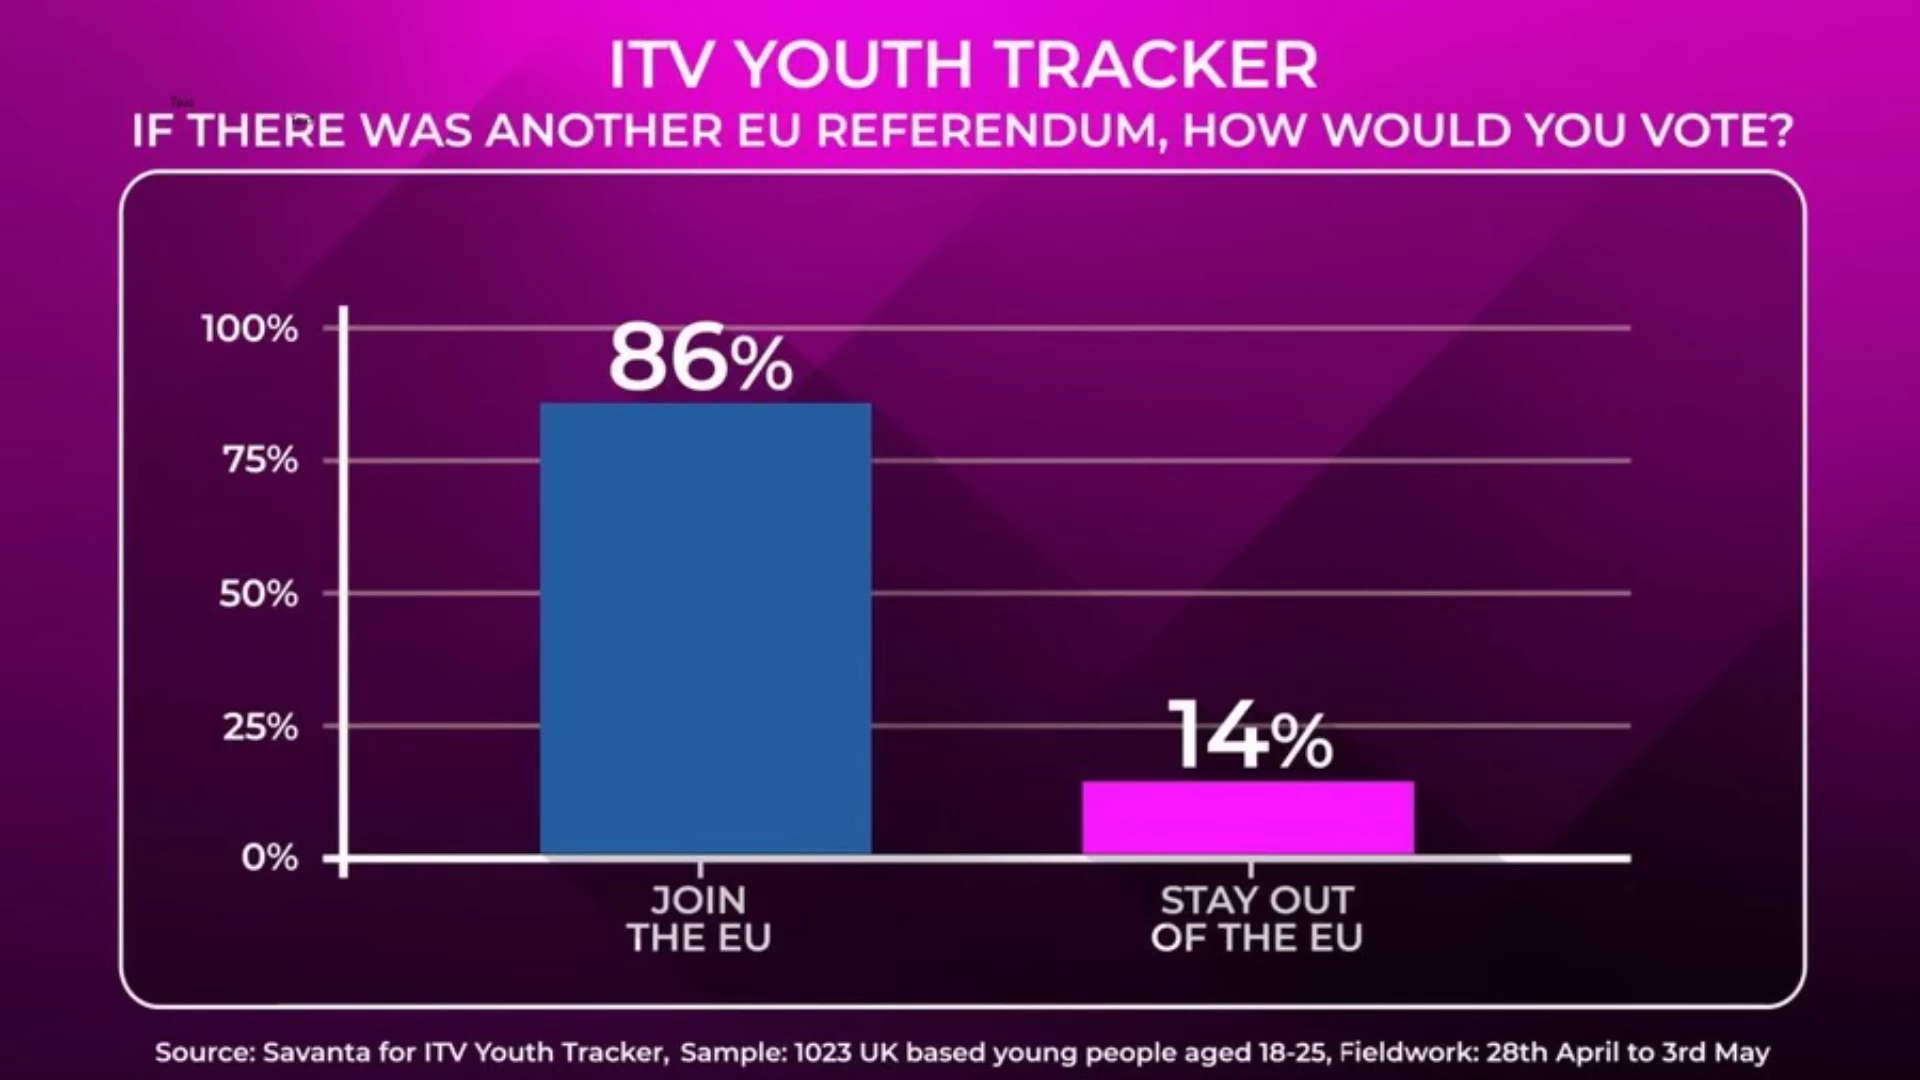 ITV YOUTH TRACKER
IF THERE WAS ANOTHER EU REFERENDUM, HOW WOULD YOU VOTE?
100%
86%
75%
50%
25%
14%
0%
JOIN
THE EU
STAY OUT
OF THE EU
Source: Savanta for ITV Youth Tracker, Sample: 1023 UK based young people aged 18-25, Fieldwork: 28th April to 3rd May